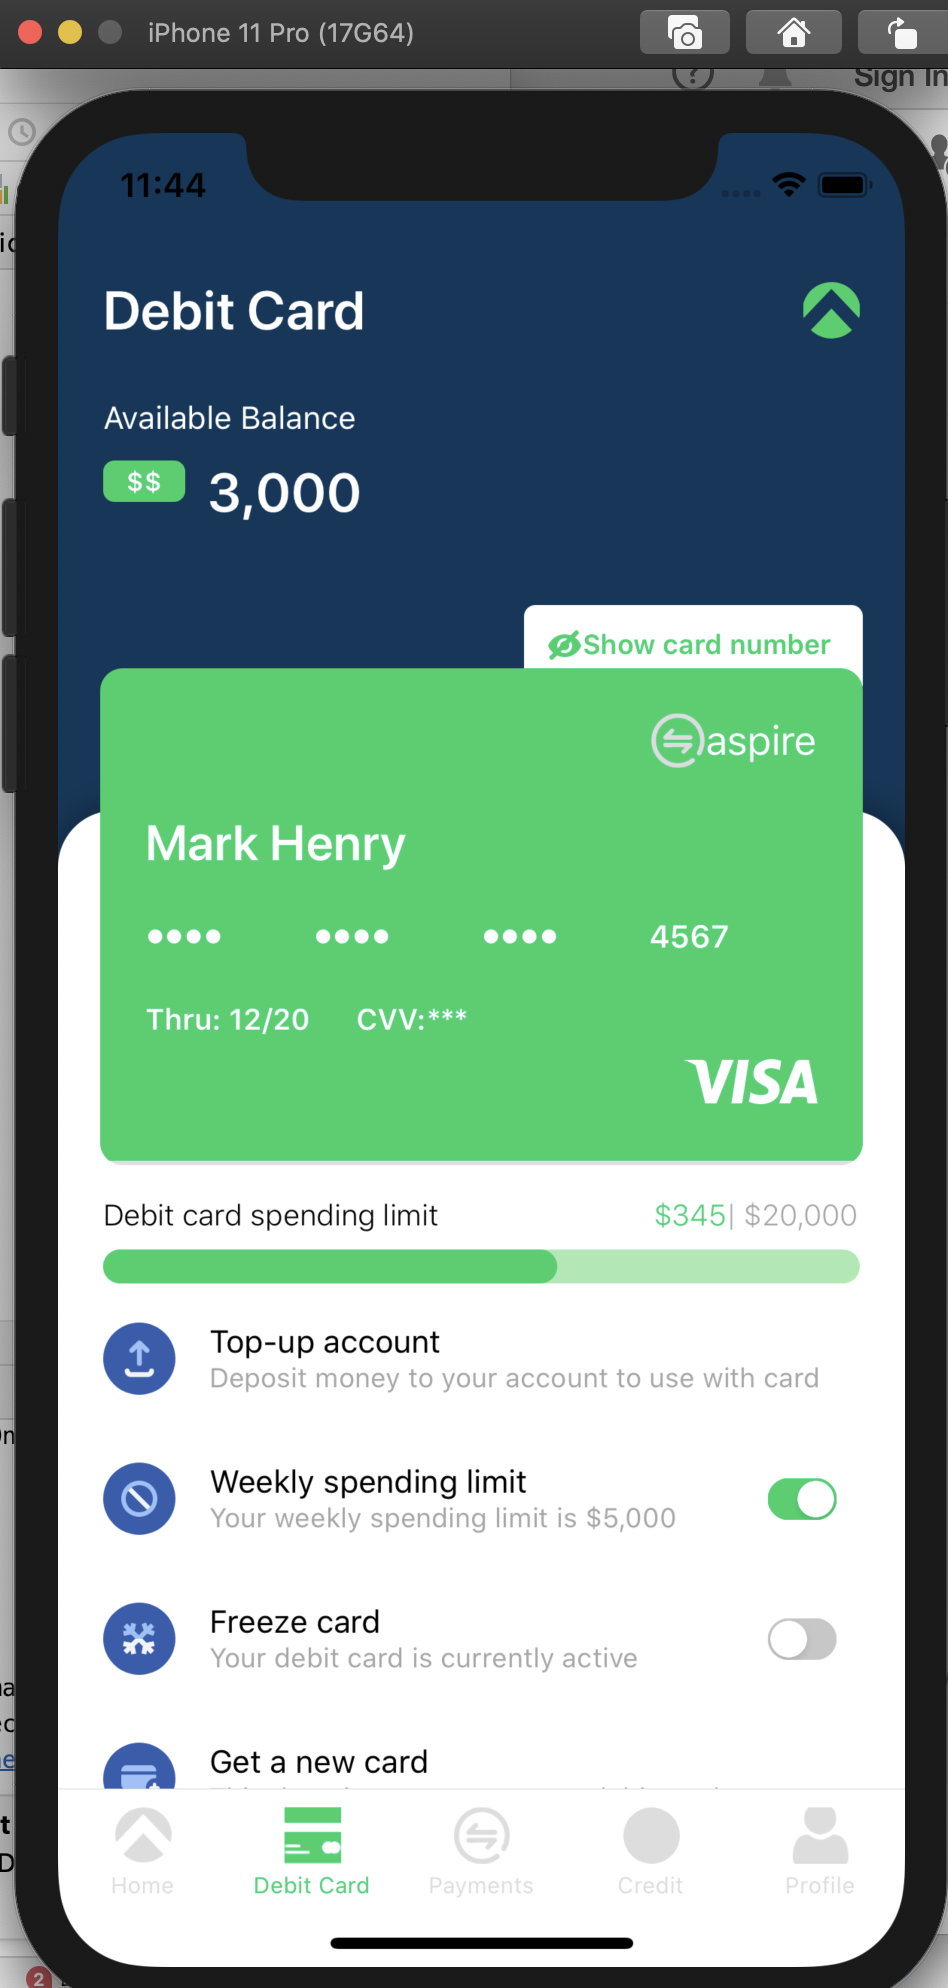 iPhone 11 Pro (17G64)
Sign In
11:44
Debit Card
Available Balance
$$ 3,000
Show card number
aspire
Mark Henry
•••• •••• •••• 4567
Thru: 12/20 CVV:***
VISA
Debit card spending limit $345| $20,000
Top-up account
Deposit money to your account to use with card
Weekly spending limit
Your weekly spending limit is $5,000
Freeze card
Your debit card is currently active
Get a new card
Home Debit Card Payments Credit Profile
2